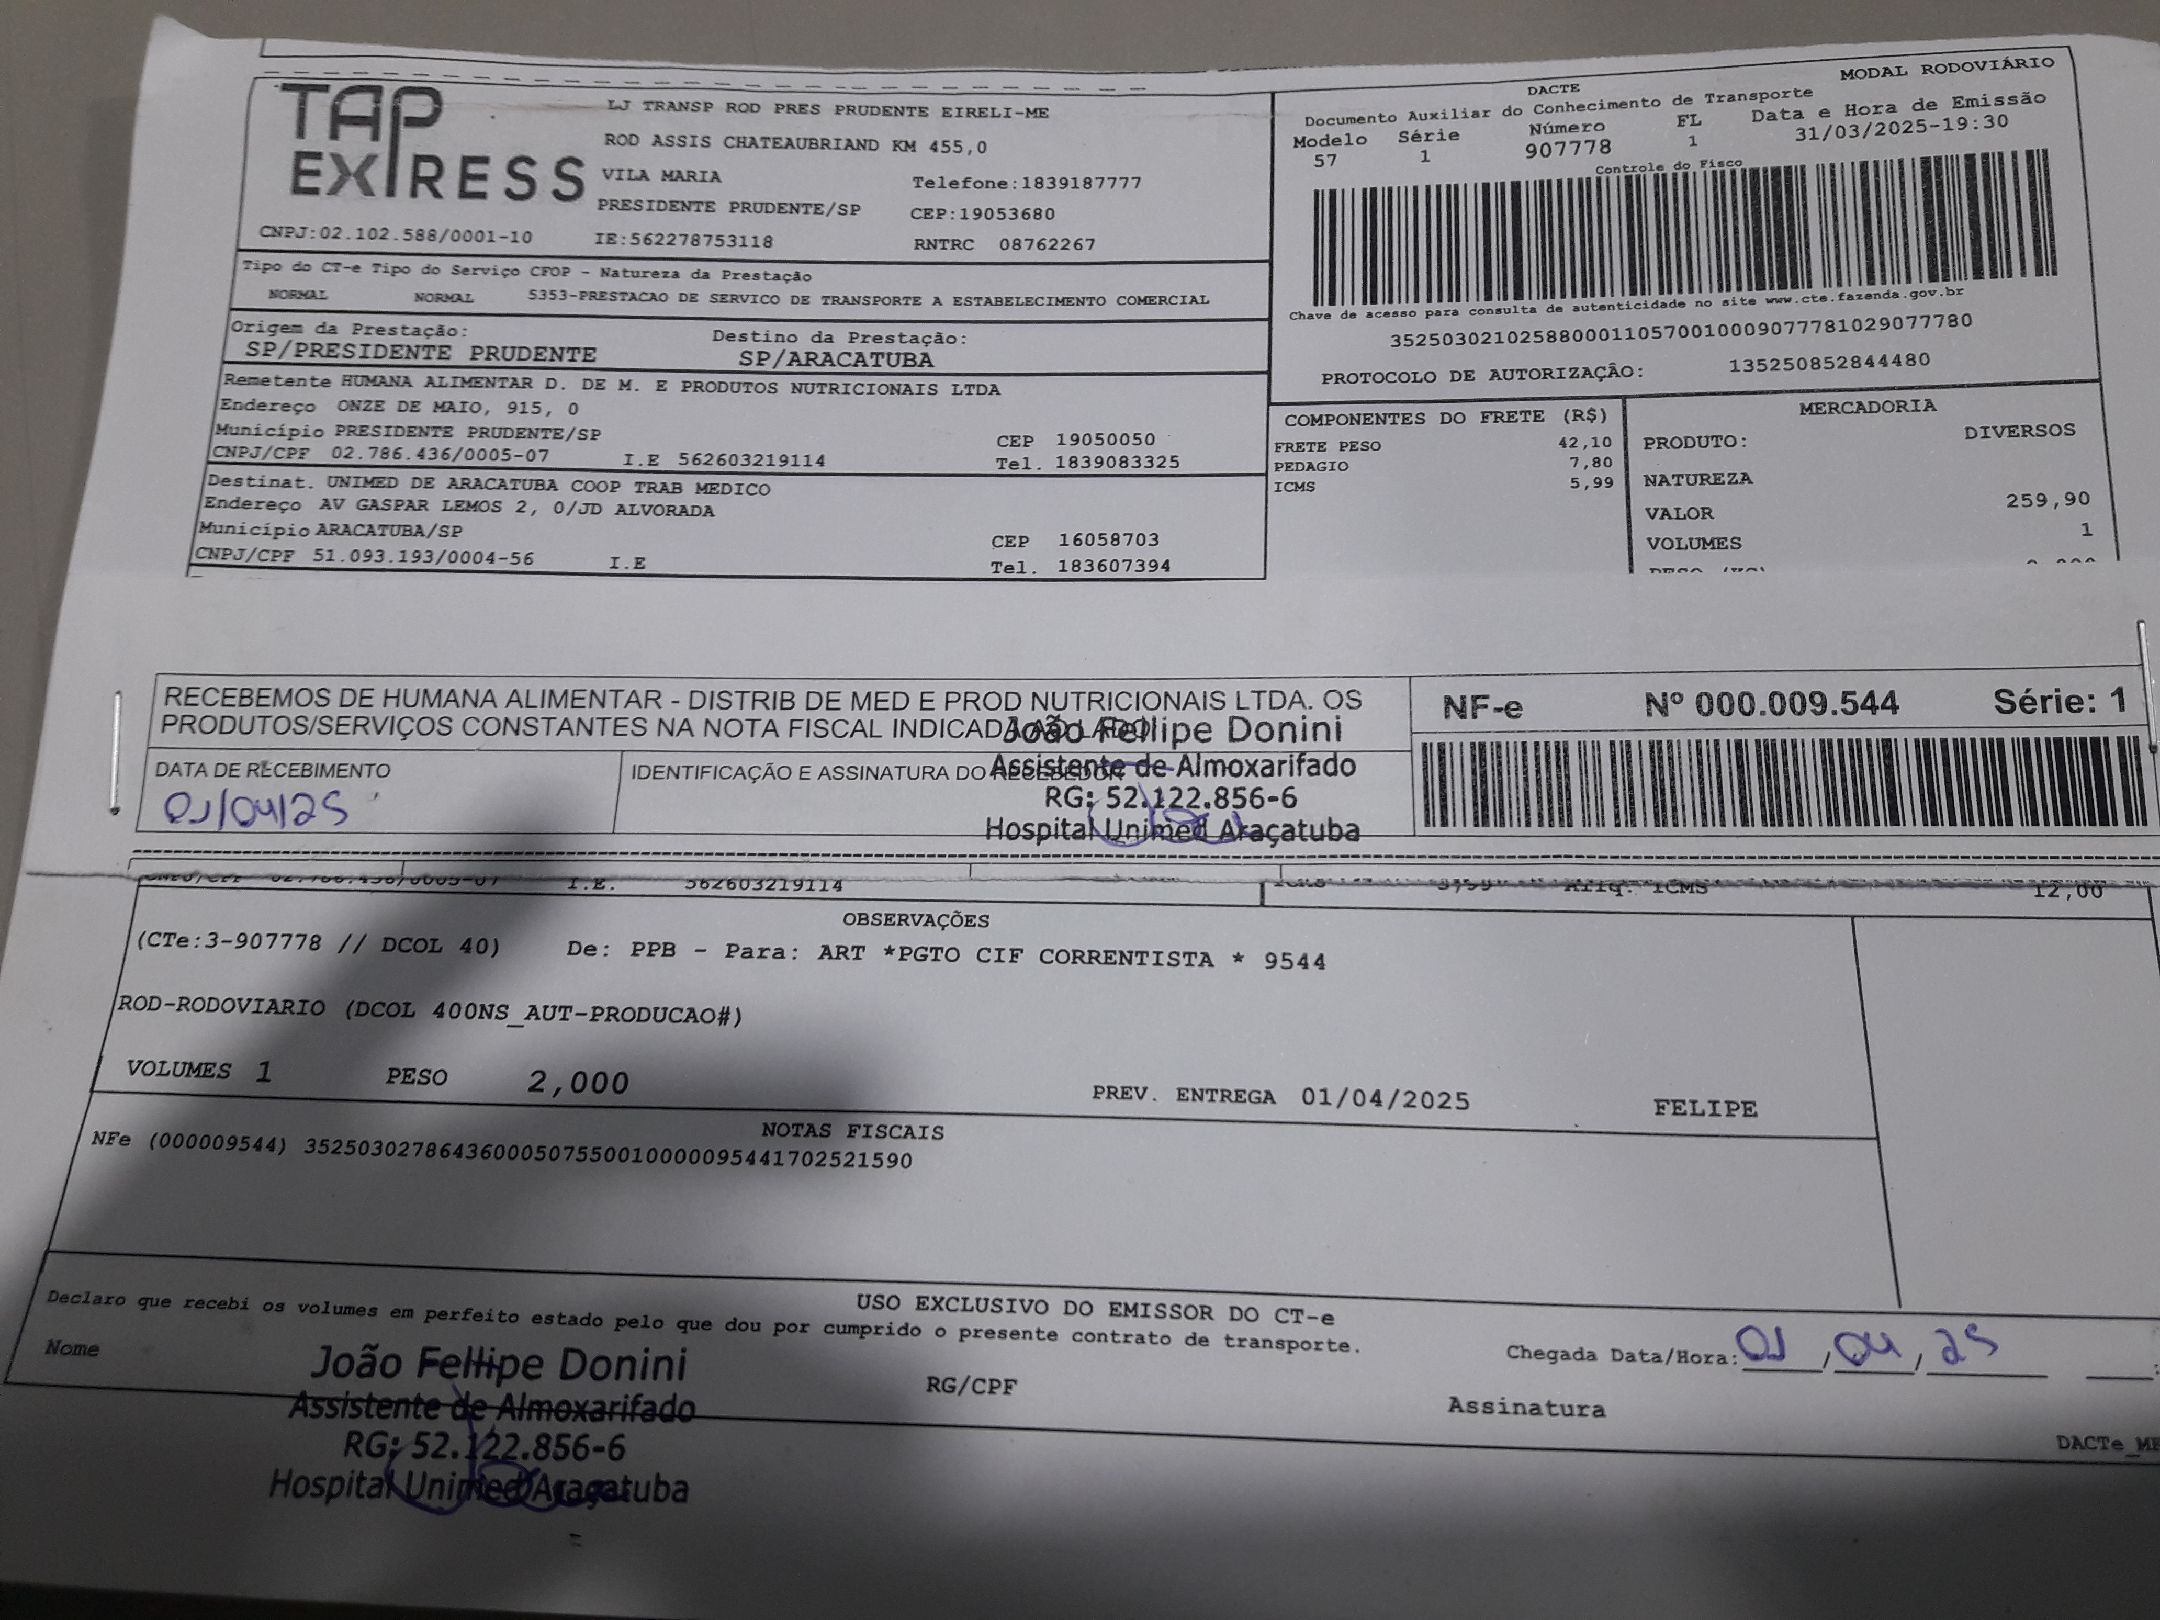 TAP
EXPRESS
LJ TRANSP ROD PRES PRUDENTE EIRELI-ME
ROD ASSIS CHATEAUBRIAND KM 455,0
VILA MARIA Telefone:1839187777
PRESIDENTE PRUDENTE/SP CEP:19053680
CNPJ:02.102.588/0001-10 IE:562278753118 RNTRC 08762267
Tipo do CT-e Tipo do Serviço CFOP - Natureza da Prestação
NORMAL NORMAL 5353-PRESTACAO DE SERVICO DE TRANSPORTE A ESTABELECIMENTO COMERCIAL
Origem da Prestação: Destino da Prestação:
SP/PRESIDENTE PRUDENTE SP/ARACATUBA
Remetente HUMANA ALIMENTAR D. DE M. E PRODUTOS NUTRICIONAIS LTDA
Endereço ONZE DE MAIO, 915, 0
Município PRESIDENTE PRUDENTE/SP CEP 19050050
CNPJ/CPF 02.786.436/0005-07 I.E 562603219114 Tel. 1839083325
Destinat. UNIMED DE ARACATUBA COOP TRAB MEDICO
Endereço AV GASPAR LEMOS 2, 0/JD ALVORADA
Município ARACATUBA/SP CEP 16058703
CNPJ/CPF 51.093.193/0004-56 I.E Tel. 183607394
DACTE MODAL RODOVIÁRIO
Documento Auxiliar do Conhecimento de Transporte
Modelo Série Número FL Data e Hora de Emissão
57 1 907778 1 31/03/2025-19:30
Controle do Fisco
Chave de acesso para consulta de autenticidade no site www.cte.fazenda.gov.br
35250302102588000110570010009077781029077780
PROTOCOLO DE AUTORIZAÇÃO: 135250852844480
COMPONENTES DO FRETE (R$)
FRETE PESO 42,10
PEDAGIO 7,80
ICMS 5,99
MERCADORIA
PRODUTO: DIVERSOS
NATUREZA
VALOR 259,90
VOLUMES 1
RECEBEMOS DE HUMANA ALIMENTAR - DISTRIB DE MED E PROD NUTRICIONAIS LTDA. OS
PRODUTOS/SERVIÇOS CONSTANTES NA NOTA FISCAL INDICADA AO LADO
DATA DE RECEBIMENTO
01/04/25
IDENTIFICAÇÃO E ASSINATURA DO RECEBEDOR
João Fellipe Donini
Assistente de Almoxarifado
RG: 52.122.856-6
Hospital Unimed Araçatuba
NF-e Nº 000.009.544 Série: 1
CNPJ/CPF 02.786.436/0005-07 I.E. 562603219114 ICMS 5,99 Alíq. ICMS 12,00
OBSERVAÇÕES
(CTe:3-907778 // DCOL 40) De: PPB - Para: ART *PGTO CIF CORRENTISTA * 9544
ROD-RODOVIARIO (DCOL 400NS_AUT-PRODUCAO#)
VOLUMES 1 PESO 2,000 PREV. ENTREGA 01/04/2025 FELIPE
NOTAS FISCAIS
NFe (000009544) 35250302786436000507550010000095441702521590
USO EXCLUSIVO DO EMISSOR DO CT-e
Declaro que recebi os volumes em perfeito estado pelo que dou por cumprido o presente contrato de transporte.
Nome RG/CPF Assinatura
Chegada Data/Hora: 01/04/25
João Fellipe Donini
Assistente de Almoxarifado
RG: 52.122.856-6
Hospital Unimed Araçatuba